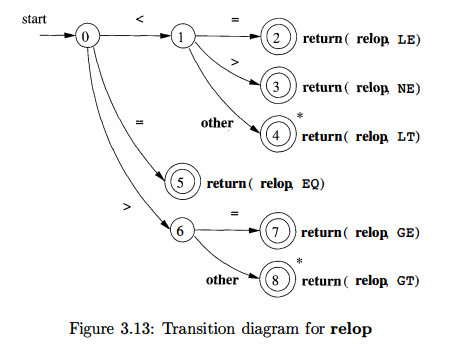 start
0 < 1 = 2 return( relop, LE)
> 3 return( relop, NE)
other 4 * return( relop, LT)
= 5 return( relop, EQ)
> 6 = 7 return( relop, GE)
other 8 * return( relop, GT)
Figure 3.13: Transition diagram for relop